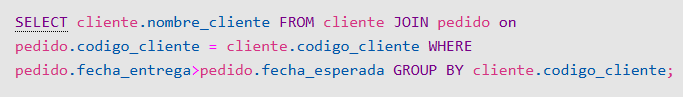 SELECT cliente.nombre_cliente FROM cliente JOIN pedido on
pedido.codigo_cliente = cliente.codigo_cliente WHERE
pedido.fecha_entrega>pedido.fecha_esperada GROUP BY cliente.codigo_cliente;